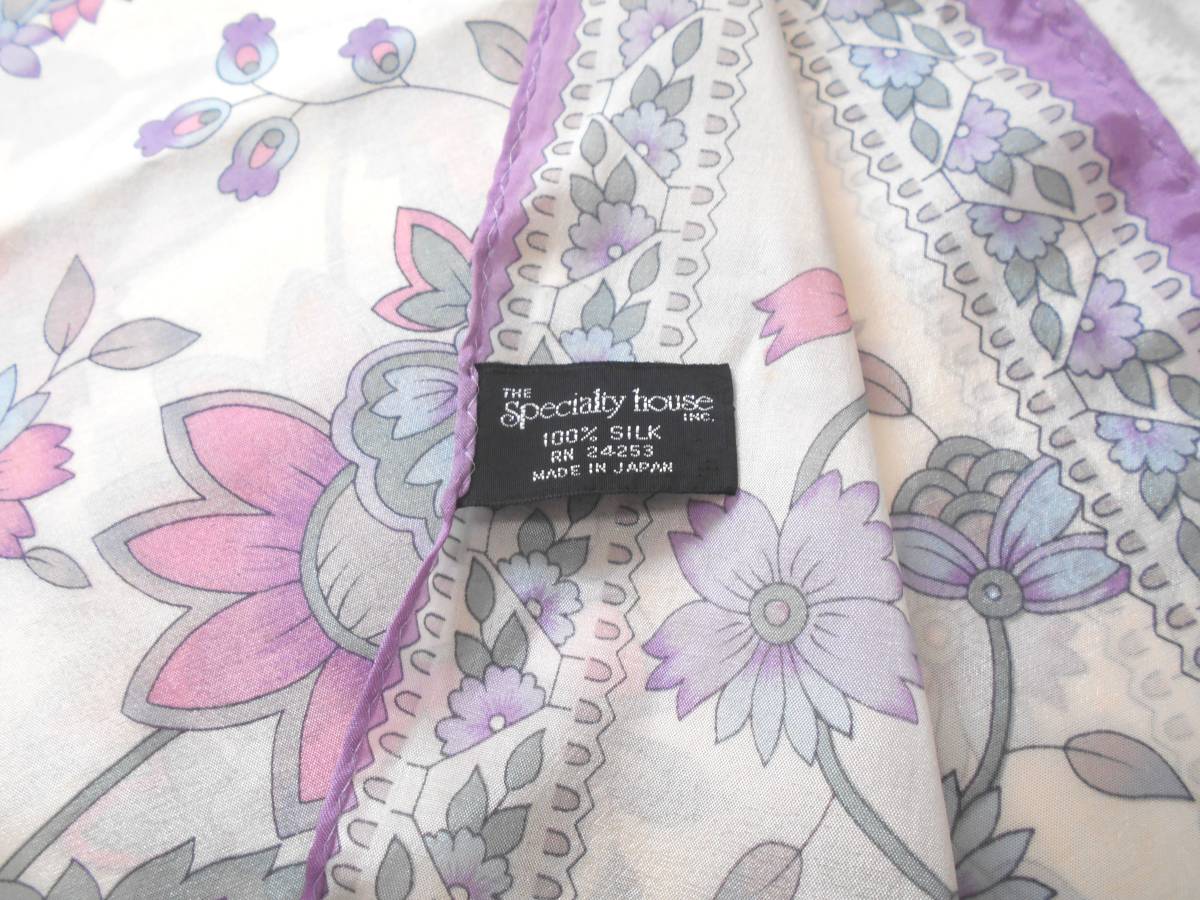 THE
Specialty house
INC.
100% SILK
RN 24253
MADE IN JAPAN